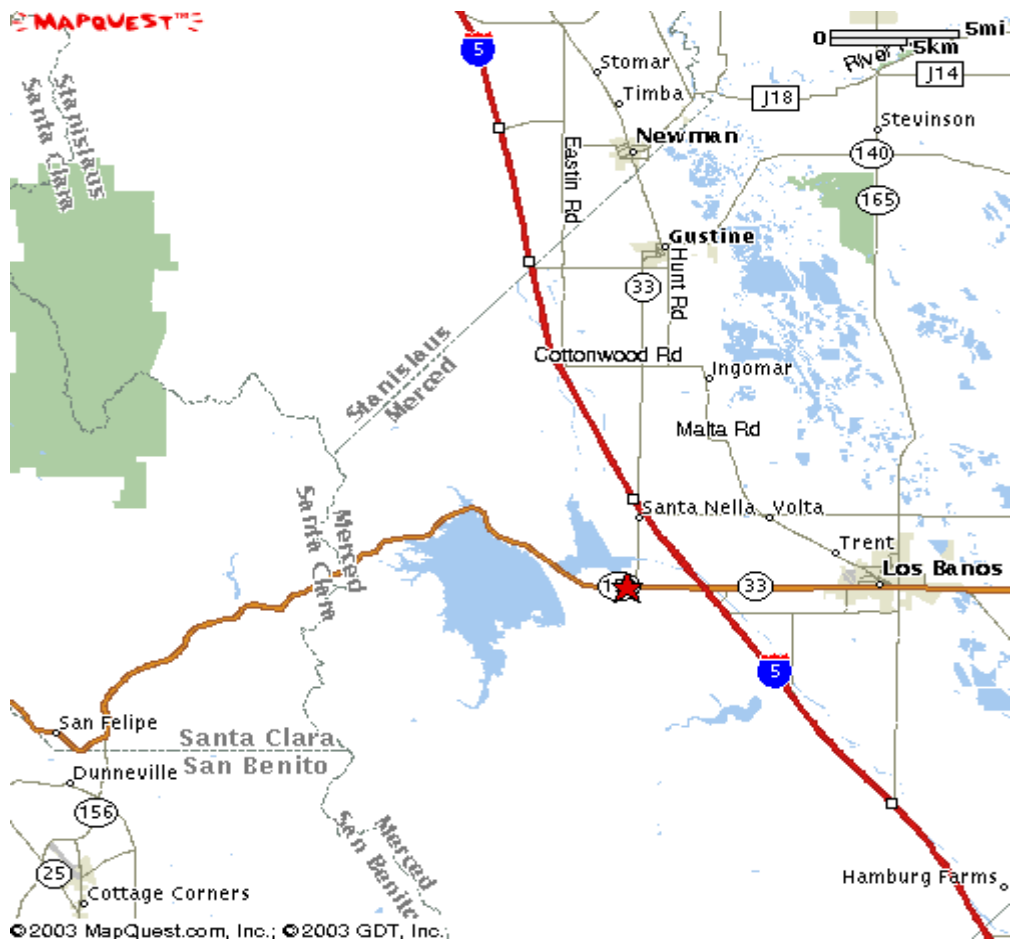 MAPQUEST™
5
0
5mi
5km
River
J14
Stomar
Timba
J18
Stanislaus
Santa Clara
Newman
Stevinson
140
Eastin Rd
165
Gustine
33
Hunt Rd
Cottonwood Rd
Ingomar
Stanislaus
Merced
Malta Rd
Merced
Santa Clara
Santa Nella
Volta
Trent
Los Banos
33
5
San Felipe
Santa Clara
San Benito
Dunneville
156
Merced
San Benito
25
Cottage Corners
Hamburg Farms
©2003 MapQuest.com, Inc.; ©2003 GDT, Inc.;